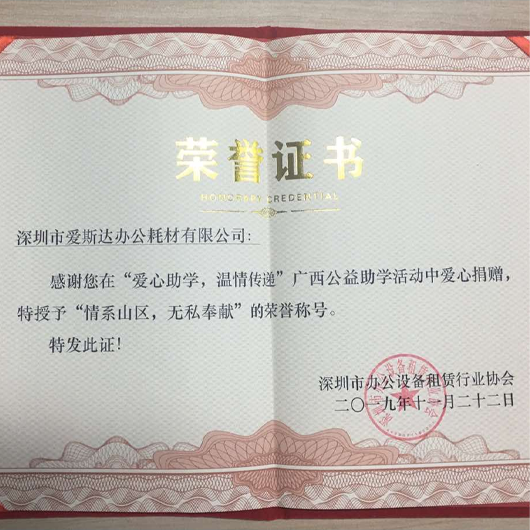 荣誉证书
HONORARY CREDENTIAL
深圳市爱斯达办公耗材有限公司:
感谢您在“爱心助学，温情传递”广西公益助学活动中爱心捐赠，
特授予“情系山区，无私奉献”的荣誉称号。
特发此证!
深圳市办公设备租赁行业协会
二〇一九年十一月二十二日